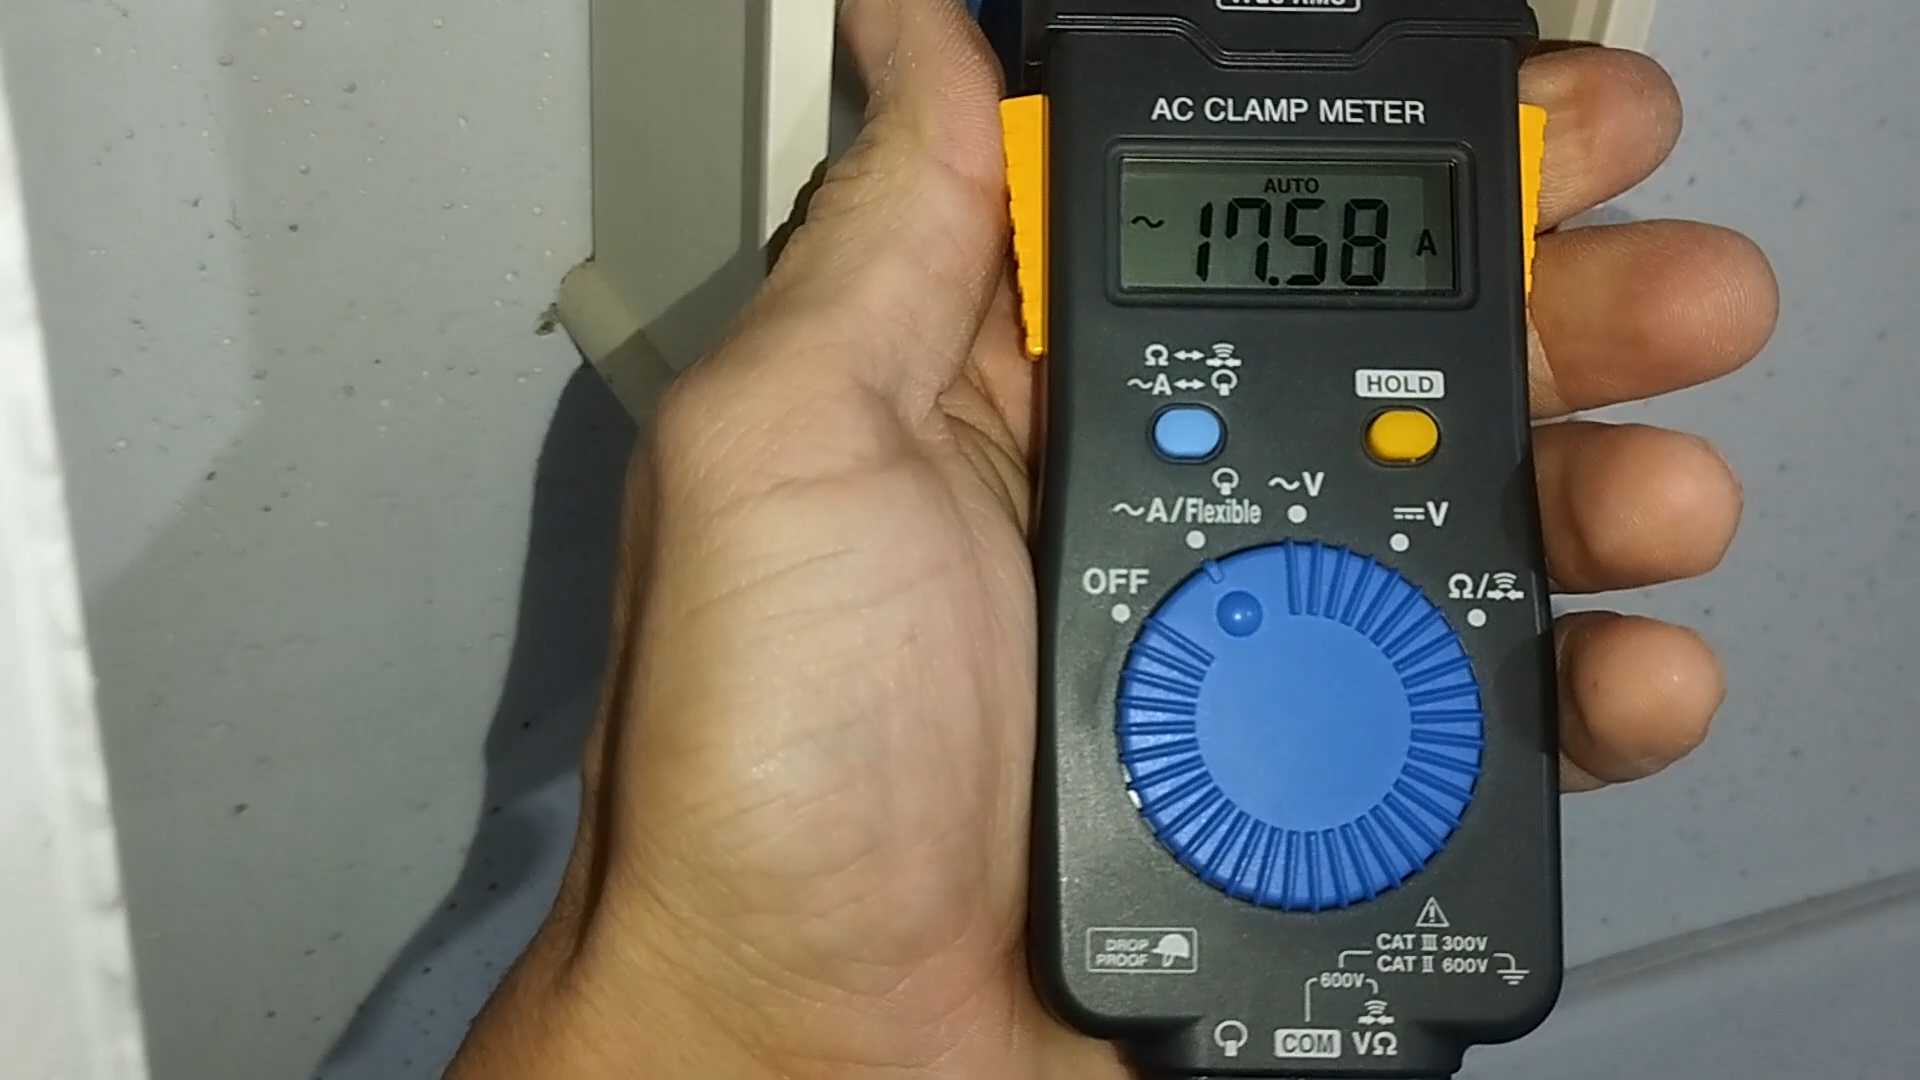 AC CLAMP METER
AUTO
~ 17.58 A
Ω↔
~A↔
HOLD
~A/Flexible
~V
⎓V
OFF
Ω/
DROP
PROOF
CAT III 300V
CAT II 600V
600V
COM
VΩ